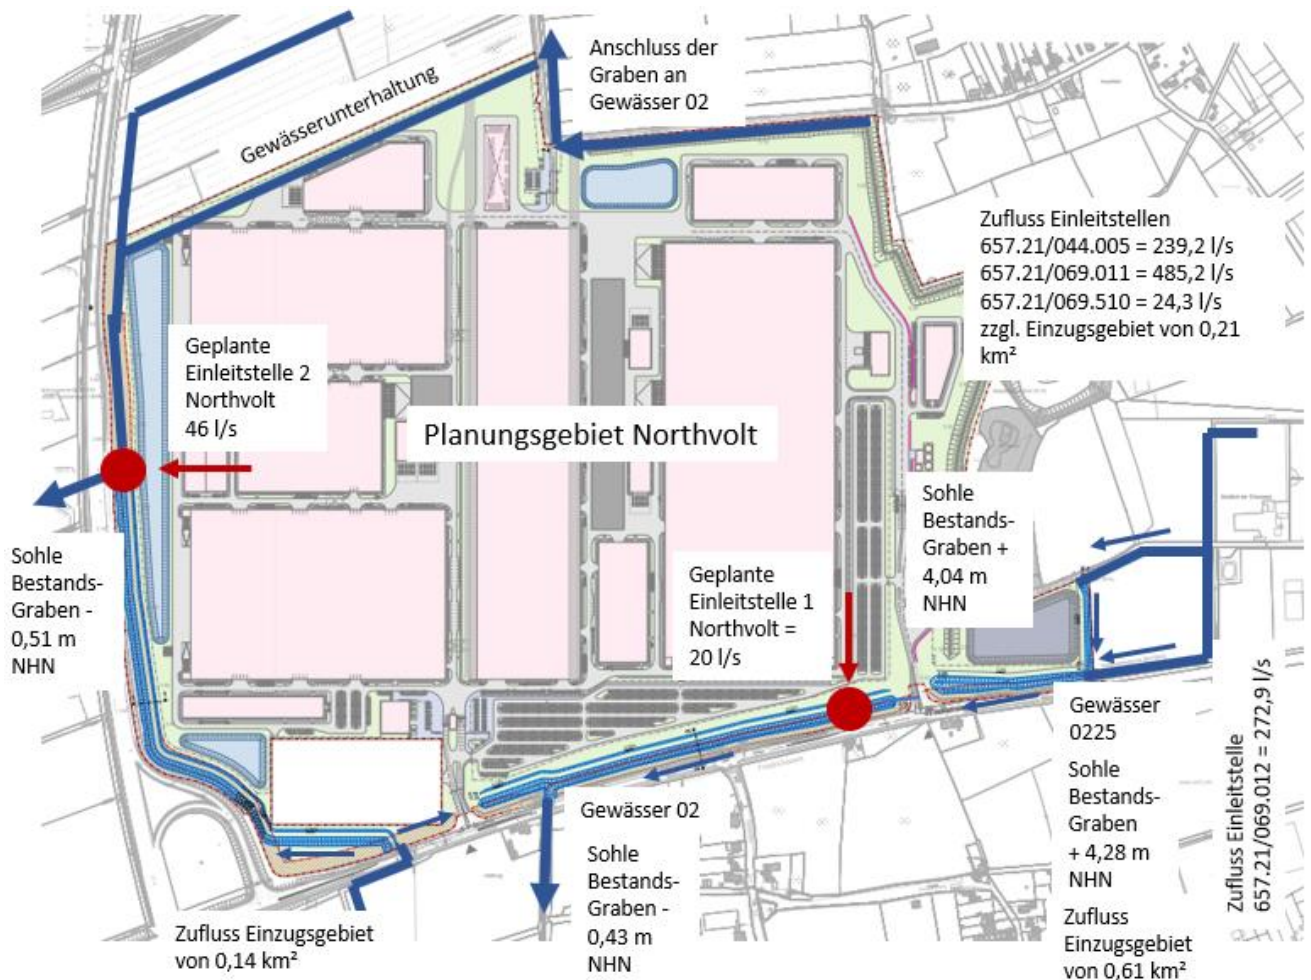 Anschluss der
Graben an
Gewässer 02
Gewässerunterhaltung
Zufluss Einleitstellen
657.21/044.005 = 239,2 l/s
657.21/069.011 = 485,2 l/s
657.21/069.510 = 24,3 l/s
zzgl. Einzugsgebiet von 0,21
km²
Geplante
Einleitstelle 2
Northvolt
46 l/s
Planungsgebiet Northvolt
Sohle
Bestands-
Graben -
0,51 m
NHN
Geplante
Einleitstelle 1
Northvolt =
20 l/s
Sohle
Bestands-
Graben +
4,04 m
NHN
Gewässer
0225
Sohle
Bestands-
Graben
+ 4,28 m
NHN
Zufluss
Einzugsgebiet
von 0,61 km²
Zufluss Einleitstelle
657.21/069.012 = 272,9 l/s
Gewässer 02
Sohle
Bestands-
Graben -
0,43 m
NHN
Zufluss Einzugsgebiet
von 0,14 km²